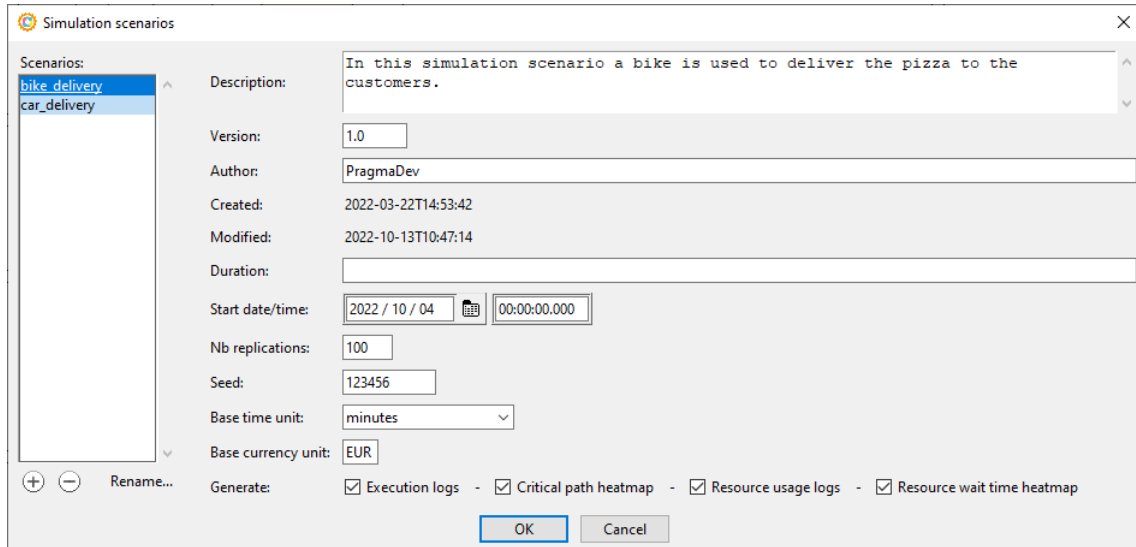 Simulation scenarios
Scenarios:
bike_delivery
car_delivery
Rename...
Description:
In this simulation scenario a bike is used to deliver the pizza to the
customers.
Version:
1.0
Author:
PragmaDev
Created:
2022-03-22T14:53:42
Modified:
2022-10-13T10:47:14
Duration:
Start date/time:
2022 / 10 / 04
00:00:00.000
Nb replications:
100
Seed:
123456
Base time unit:
minutes
Base currency unit:
EUR
Generate:
Execution logs - Critical path heatmap - Resource usage logs - Resource wait time heatmap
OK
Cancel